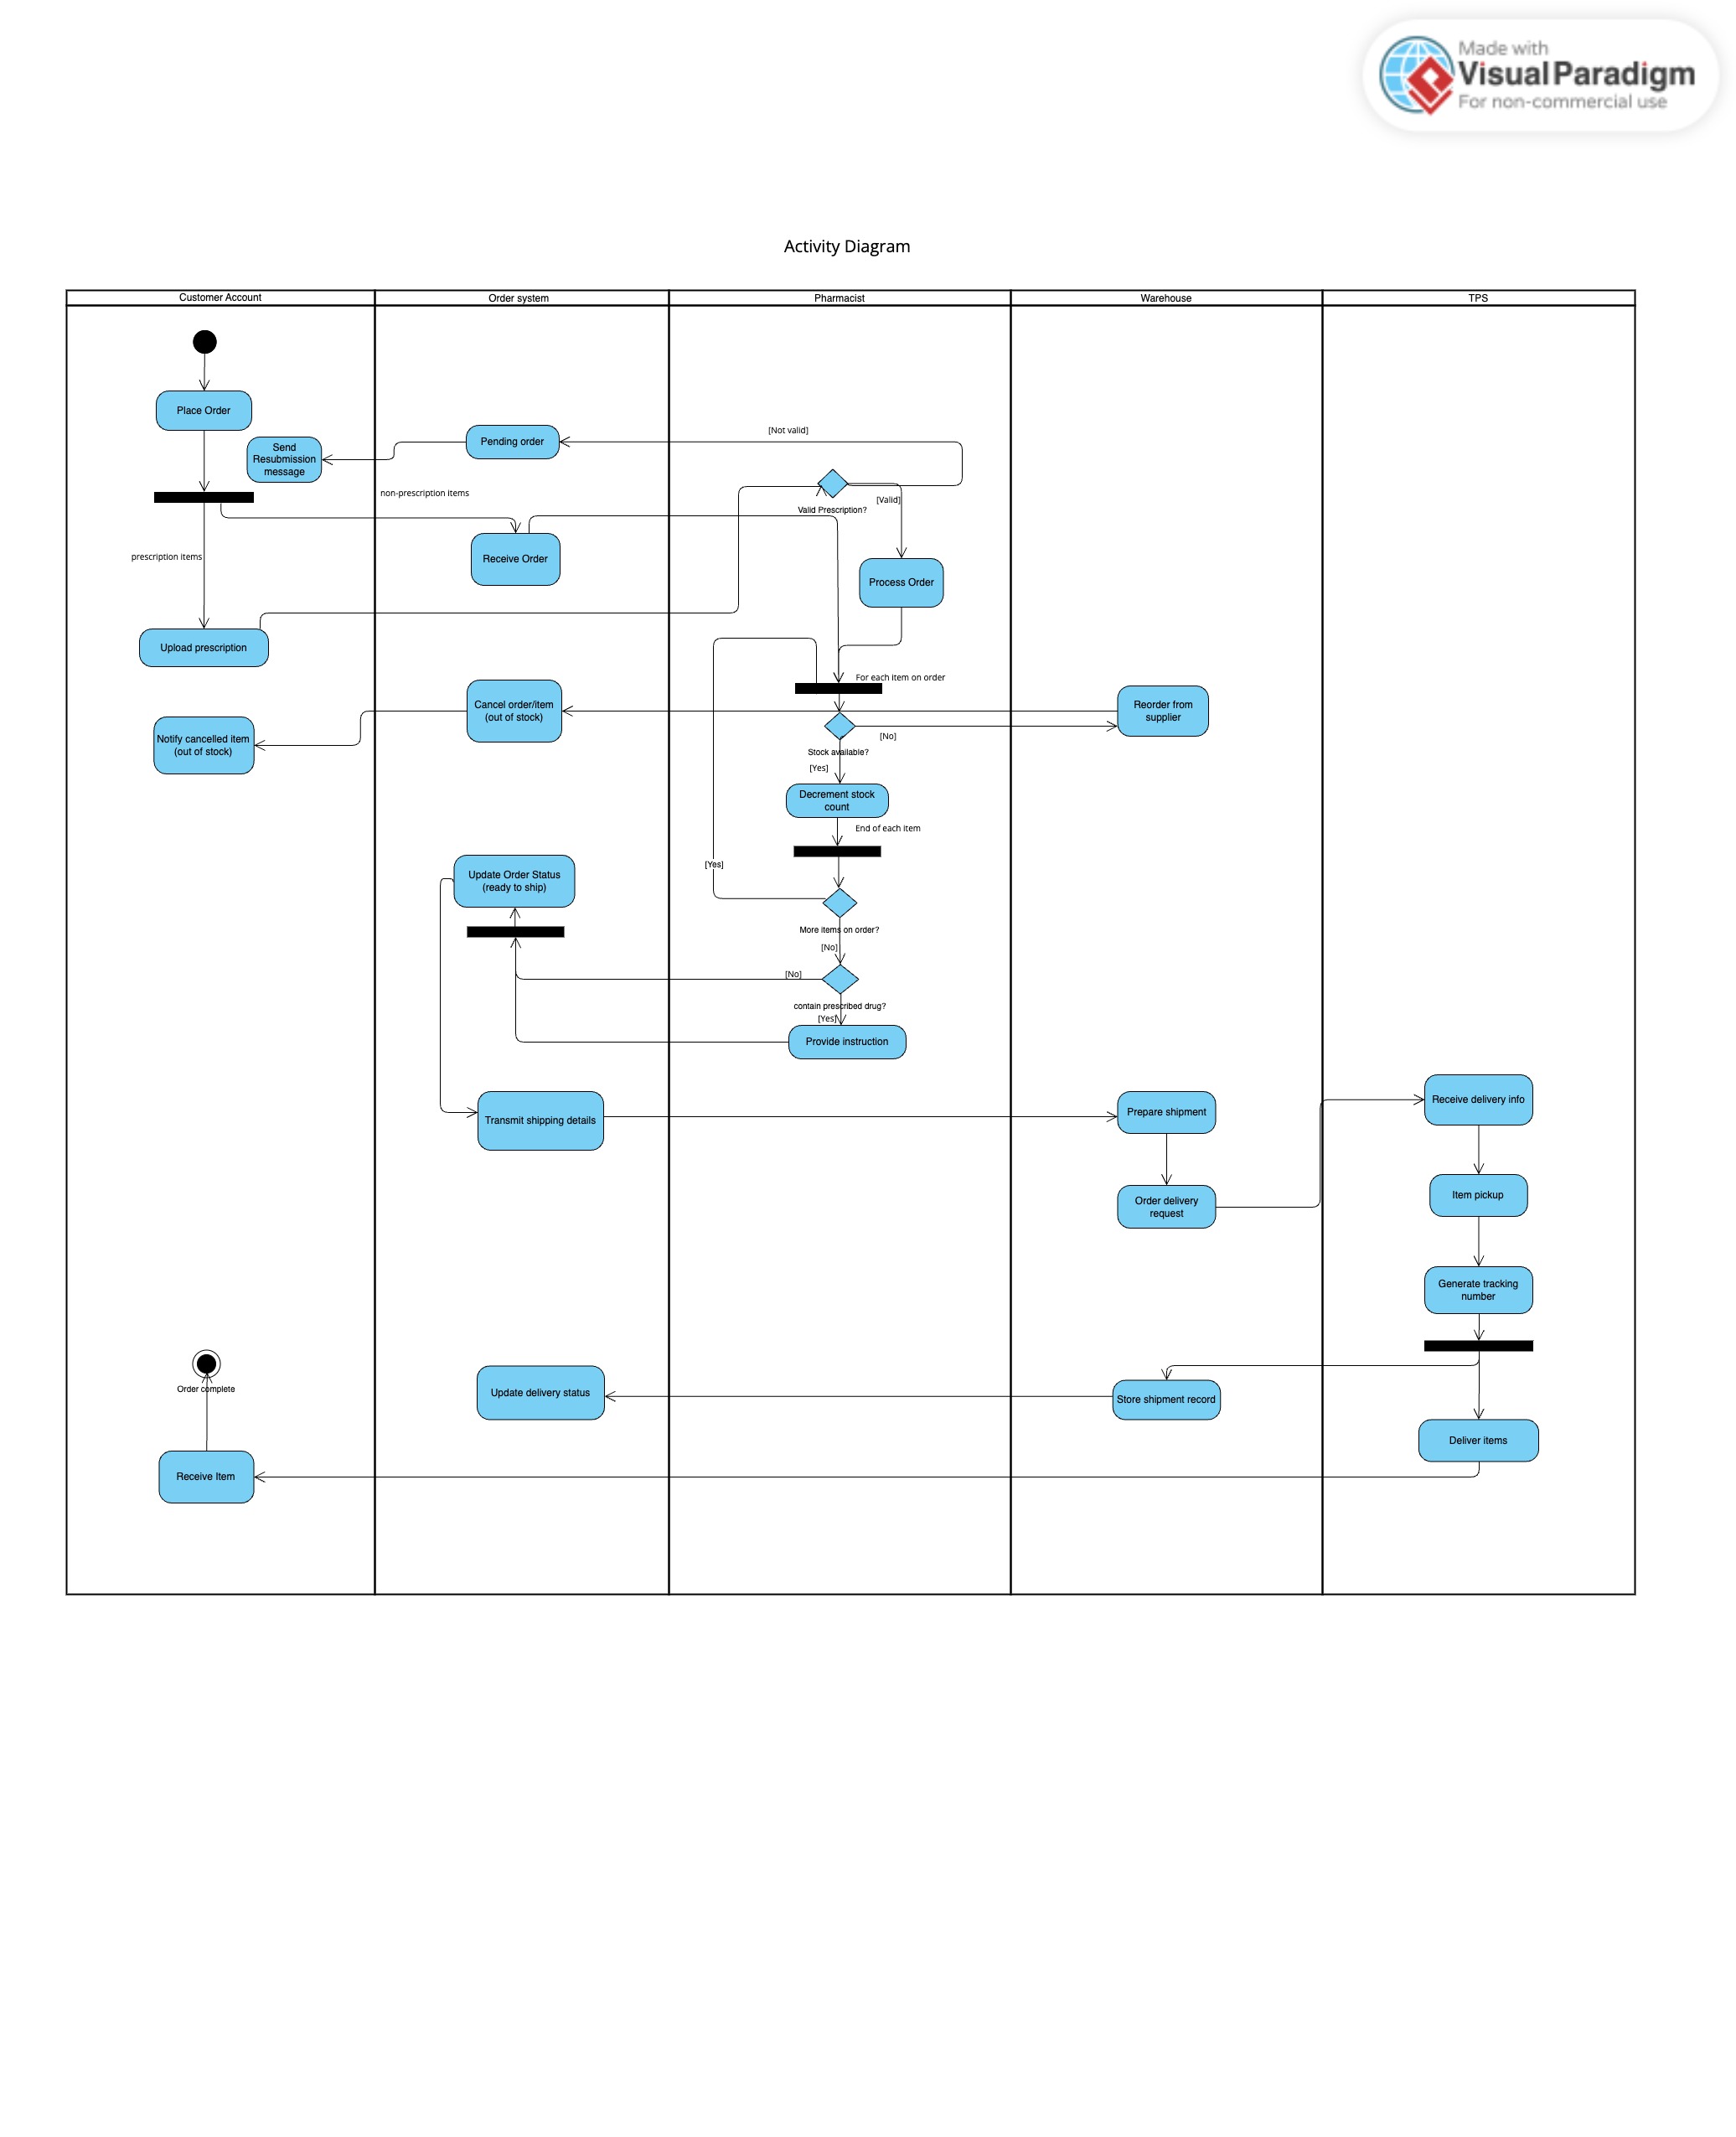 Made with
Visual Paradigm
For non-commercial use
Activity Diagram
Customer Account
Order system
Pharmacist
Warehouse
TPS
Place Order
Send
Resubmission
message
Pending order
[Not valid]
non-prescription items
[Valid]
Valid Prescription?
prescription items
Receive Order
Process Order
Upload prescription
For each item on order
Cancel order/item
(out of stock)
Reorder from
supplier
Notify cancelled item
(out of stock)
[No]
Stock available?
[Yes]
Decrement stock
count
End of each item
[Yes]
Update Order Status
(ready to ship)
More items on order?
[No]
[No]
contain prescribed drug?
[Yes]
Provide instruction
Transmit shipping details
Prepare shipment
Receive delivery info
Order delivery
request
Item pickup
Generate tracking
number
Order complete
Update delivery status
Store shipment record
Deliver items
Receive Item